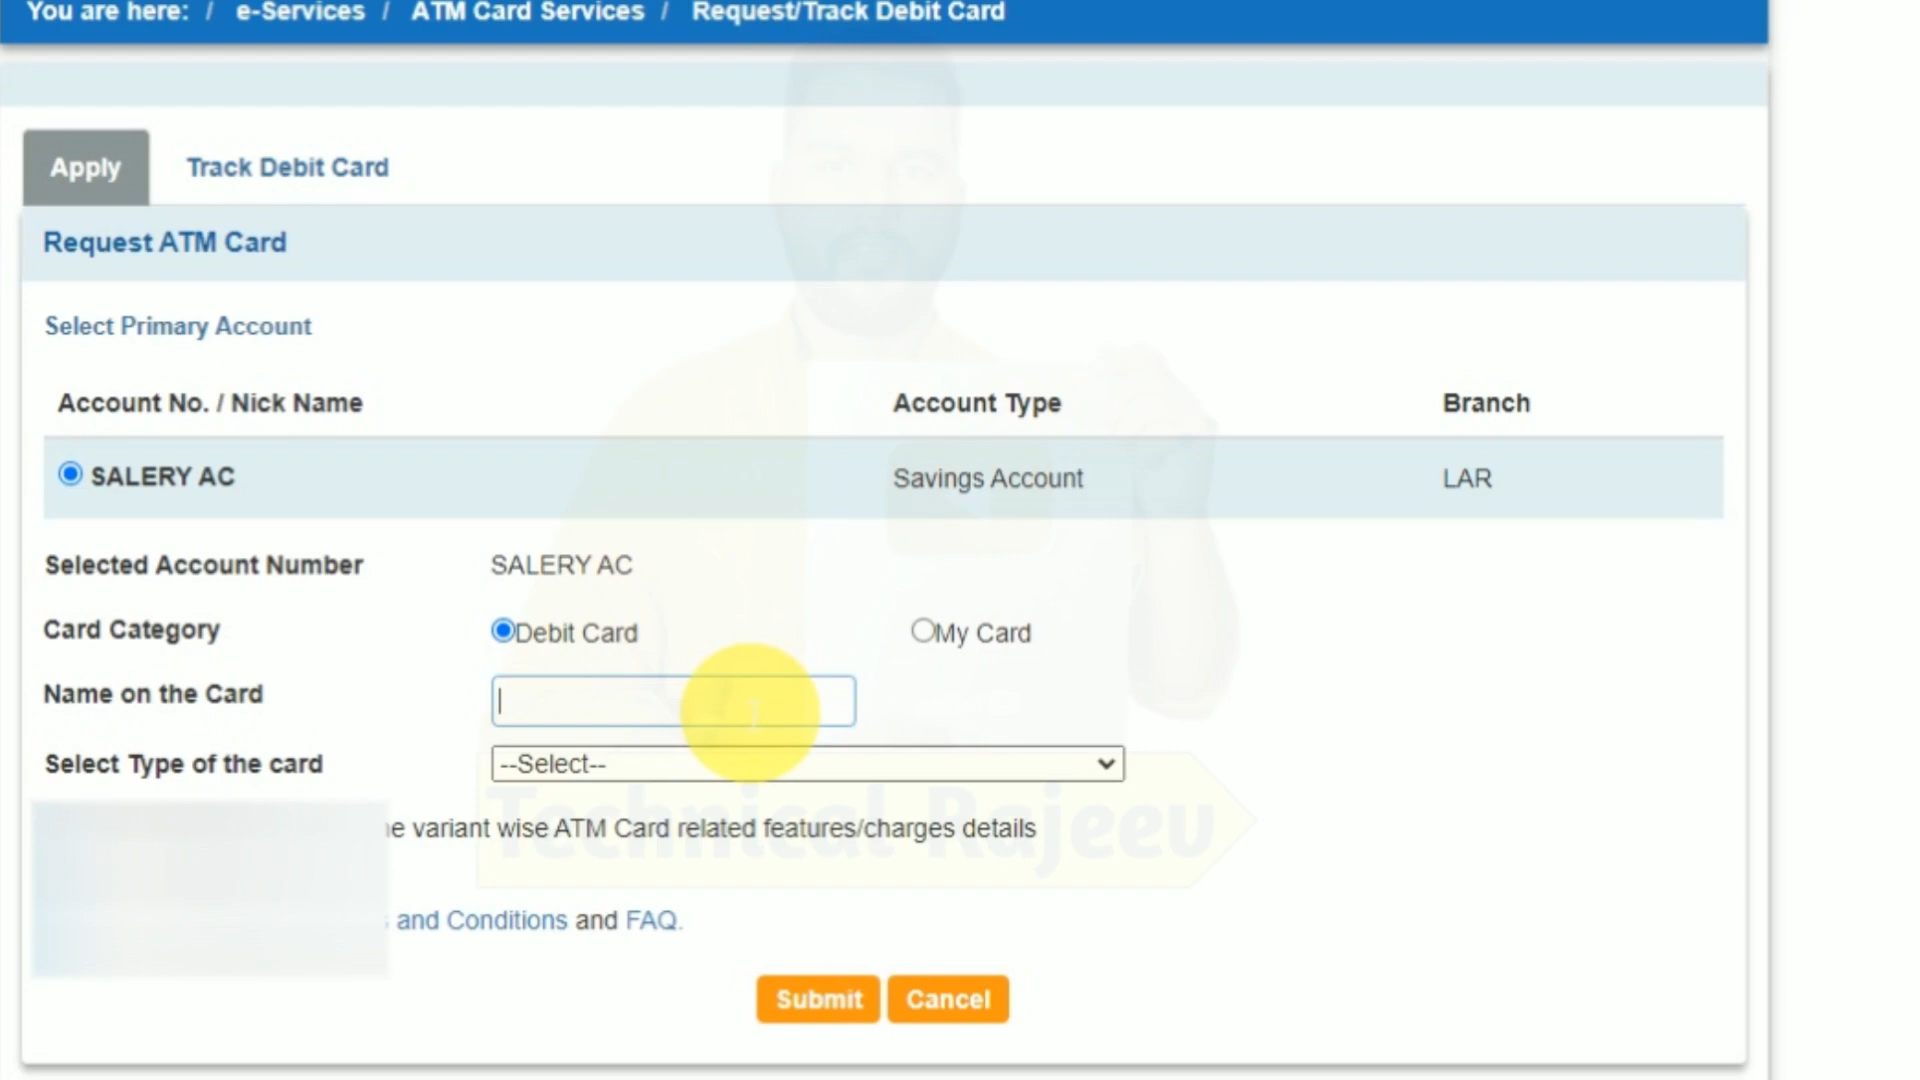 You are here: / e-Services / ATM Card Services / Request/Track Debit Card
Apply Track Debit Card
Request ATM Card
Select Primary Account
Account No. / Nick Name Account Type Branch
SALERY AC Savings Account LAR
Selected Account Number SALERY AC
Card Category Debit Card My Card
Name on the Card
Select Type of the card --Select--
variant wise ATM Card related features/charges details
Technical Rajeev
and Conditions and FAQ.
Submit Cancel